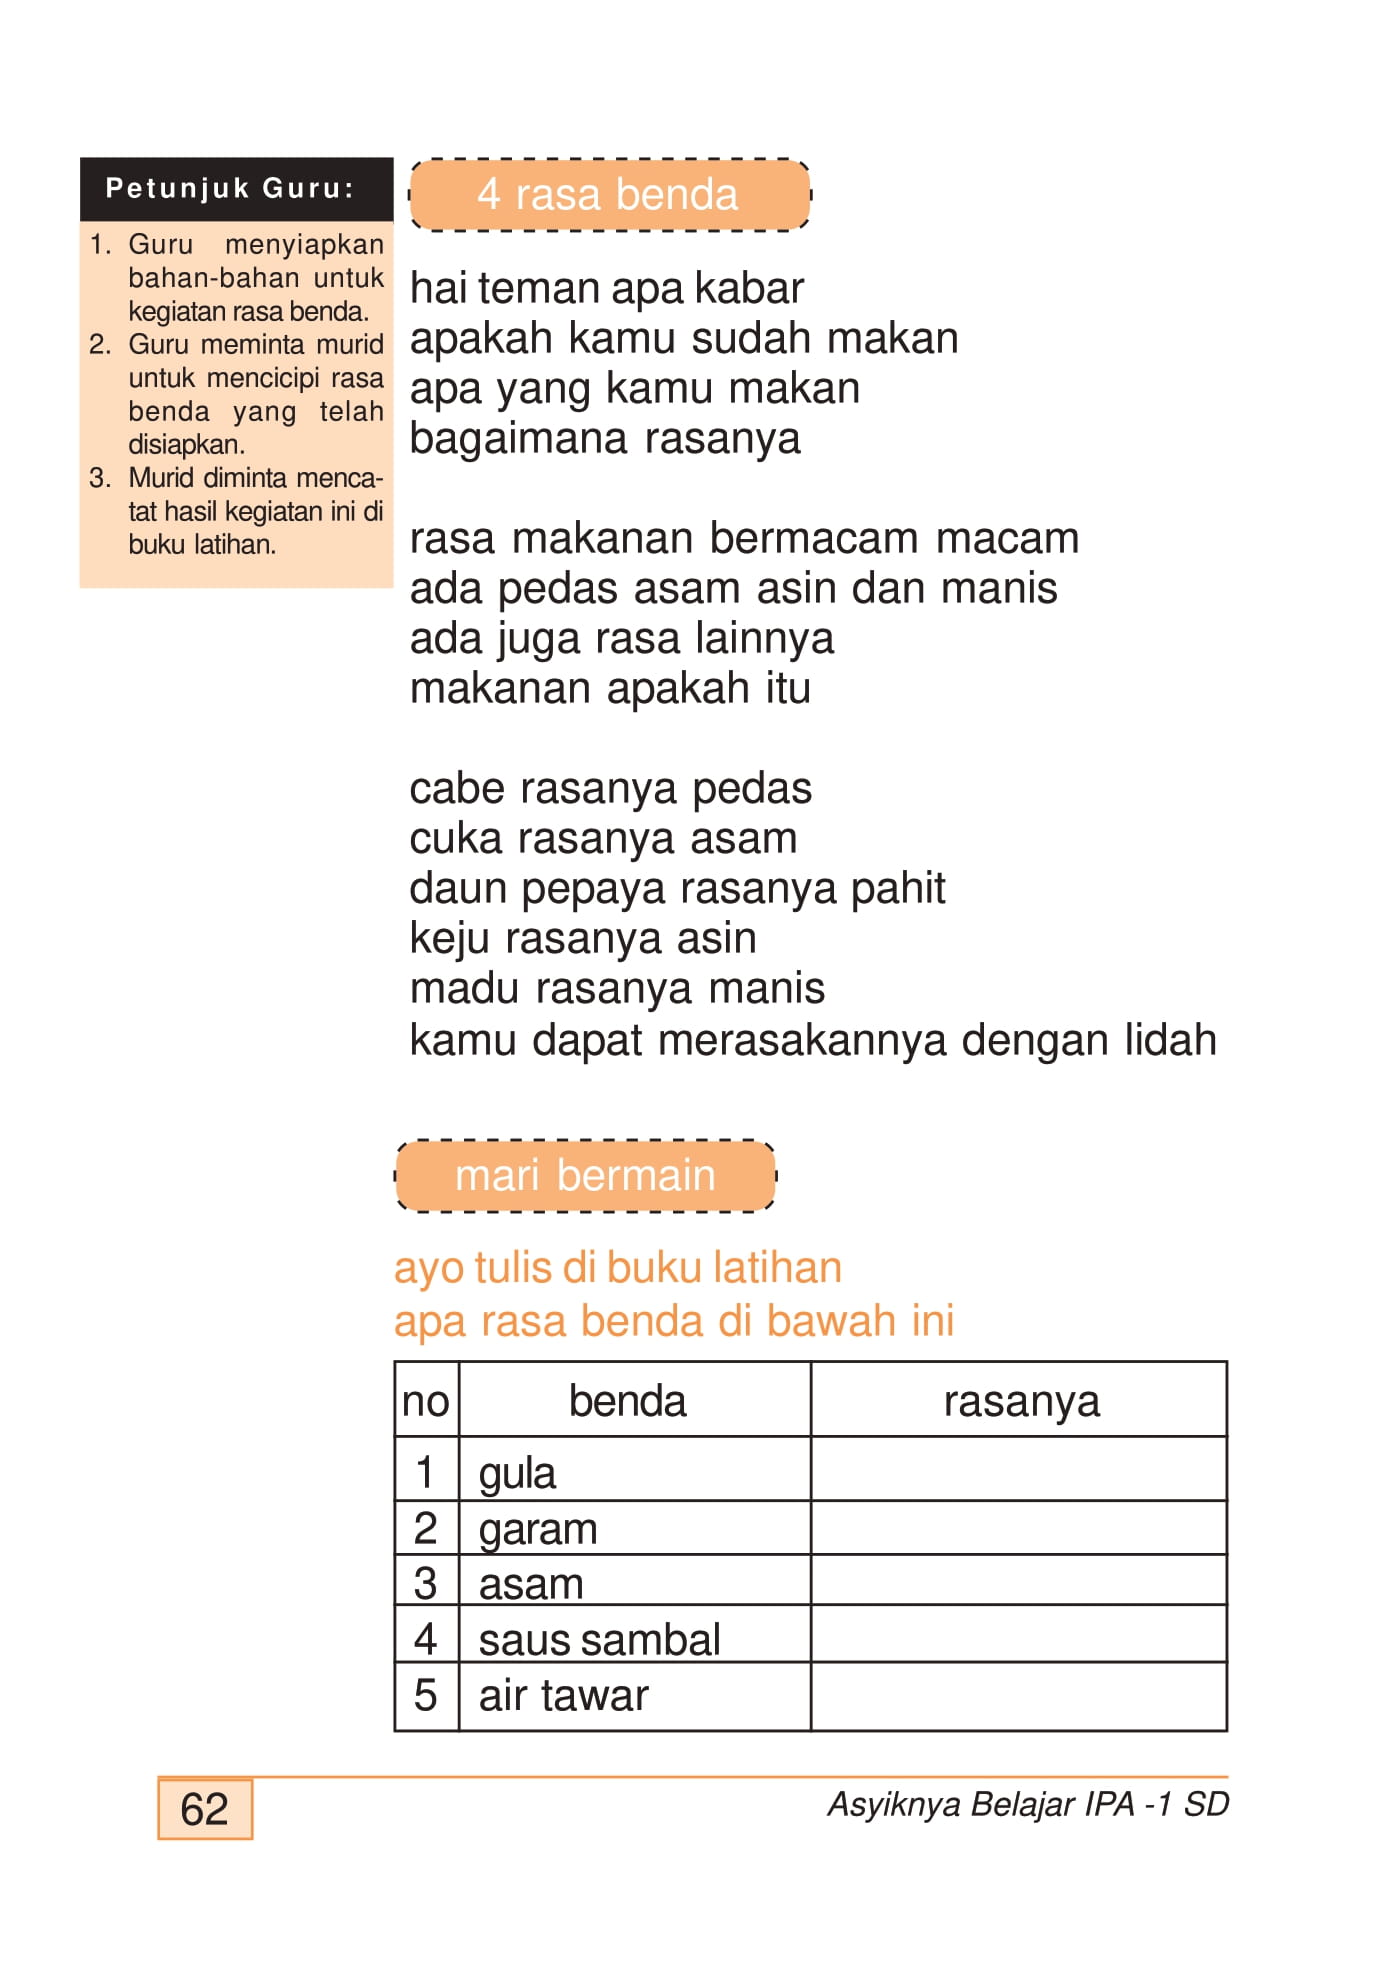 Petunjuk Guru:
1. Guru menyiapkan
bahan-bahan untuk
kegiatan rasa benda.
2. Guru meminta murid
untuk mencicipi rasa
benda yang telah
disiapkan.
3. Murid diminta menca-
tat hasil kegiatan ini di
buku latihan.
4 rasa benda
hai teman apa kabar
apakah kamu sudah makan
apa yang kamu makan
bagaimana rasanya
rasa makanan bermacam macam
ada pedas asam asin dan manis
ada juga rasa lainnya
makanan apakah itu
cabe rasanya pedas
cuka rasanya asam
daun pepaya rasanya pahit
keju rasanya asin
madu rasanya manis
kamu dapat merasakannya dengan lidah
mari bermain
ayo tulis di buku latihan
apa rasa benda di bawah ini
no benda rasanya
1 gula
2 garam
3 asam
4 saus sambal
5 air tawar
62 Asyiknya Belajar IPA -1 SD